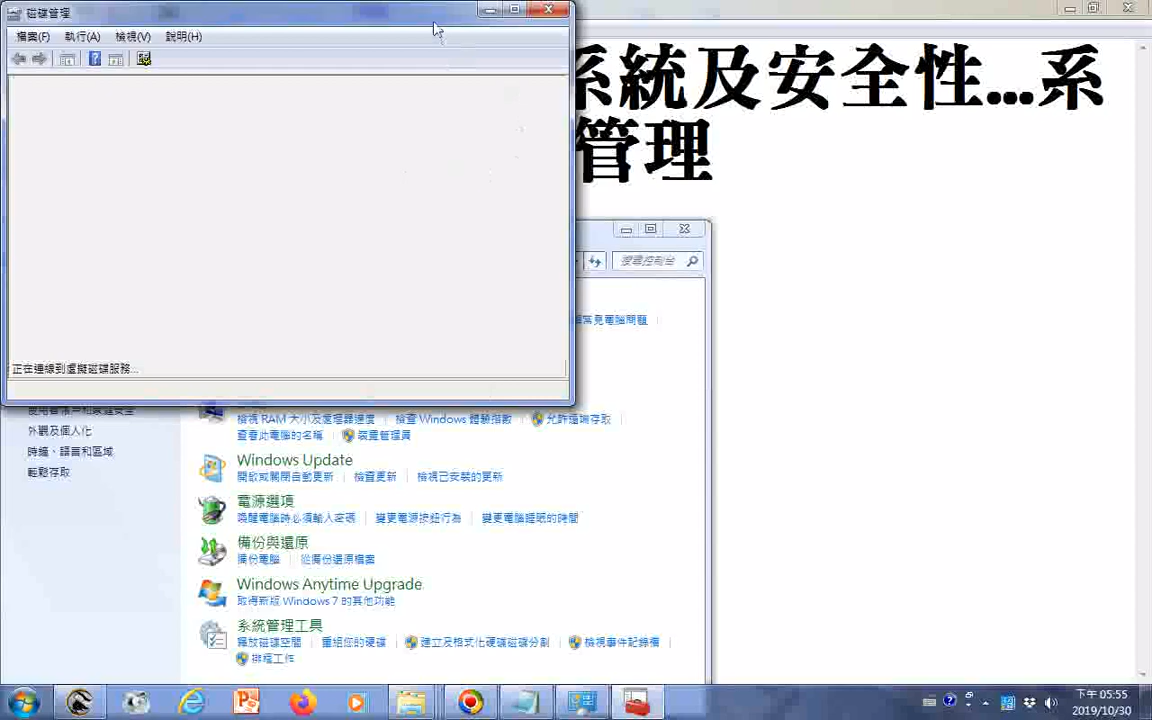 磁碟管理
檔案(F) 執行(A) 檢視(V) 說明(H)
系統及安全性...系
管理
搜尋控制台
常見電腦問題
正在連線到虛擬磁碟服務...
使用者帳戶和家庭安全
外觀及個人化
時鐘、語言和區域
輕鬆存取
檢視 RAM 大小及處理器速度 檢查 Windows 體驗指數 允許遠端存取
查看此電腦的名稱 裝置管理員
Windows Update
開啟或關閉自動更新 檢查更新 檢視已安裝的更新
電源選項
喚醒電腦時必須輸入密碼 變更電源按鈕行為 變更電腦睡眠的時間
備份與還原
備份電腦 從備份還原檔案
Windows Anytime Upgrade
取得新版 Windows 7 的其他功能
系統管理工具
釋放磁碟空間 重組您的硬碟 建立及格式化硬碟磁碟分割 檢視事件記錄檔
排程工作
下午 05:55
2019/10/30